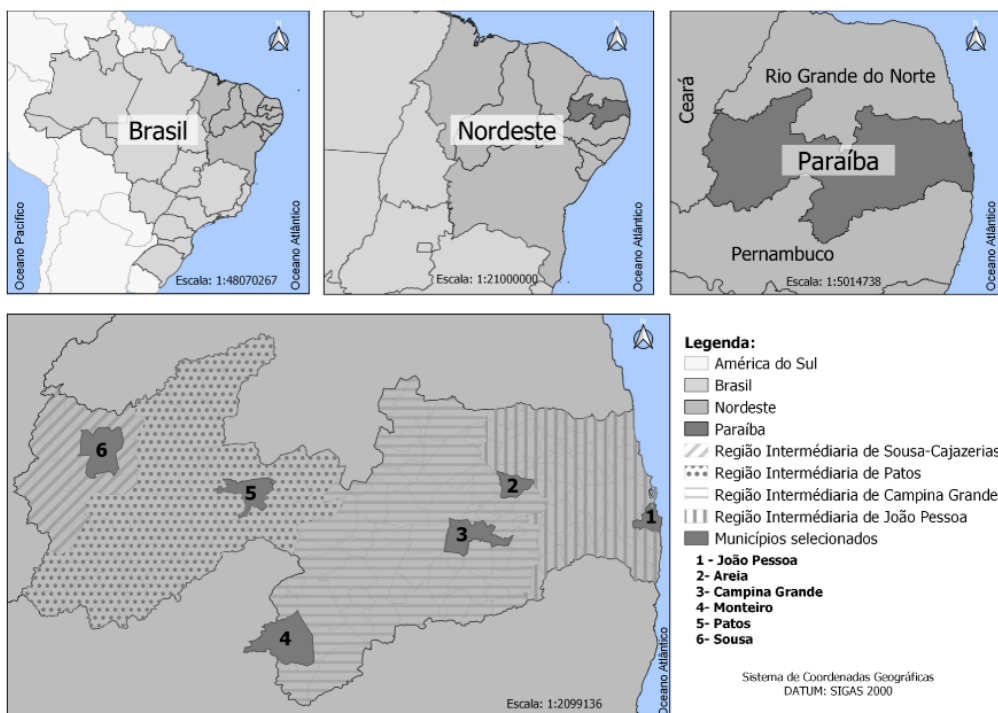 N
Brasil
Oceano Pacífico
Oceano Atlântico
Escala: 1:48070267
N
Nordeste
Oceano Atlântico
Escala: 1:21000000
N
Ceará
Rio Grande do Norte
Paraíba
Pernambuco
Oceano Atlântico
Escala: 1:5014738
N
6
5
2
3
1
4
Oceano Atlântico
Escala: 1:2099136
Legenda:
América do Sul
Brasil
Nordeste
Paraíba
Região Intermédiaria de Sousa-Cajazerias
Região Intermédiaria de Patos
Região Intermédiaria de Campina Grande
Região Intermédiaria de João Pessoa
Municípios selecionados
1 - João Pessoa
2- Areia
3- Campina Grande
4- Monteiro
5- Patos
6- Sousa
Sistema de Coordenadas Geográficas
DATUM: SIGAS 2000